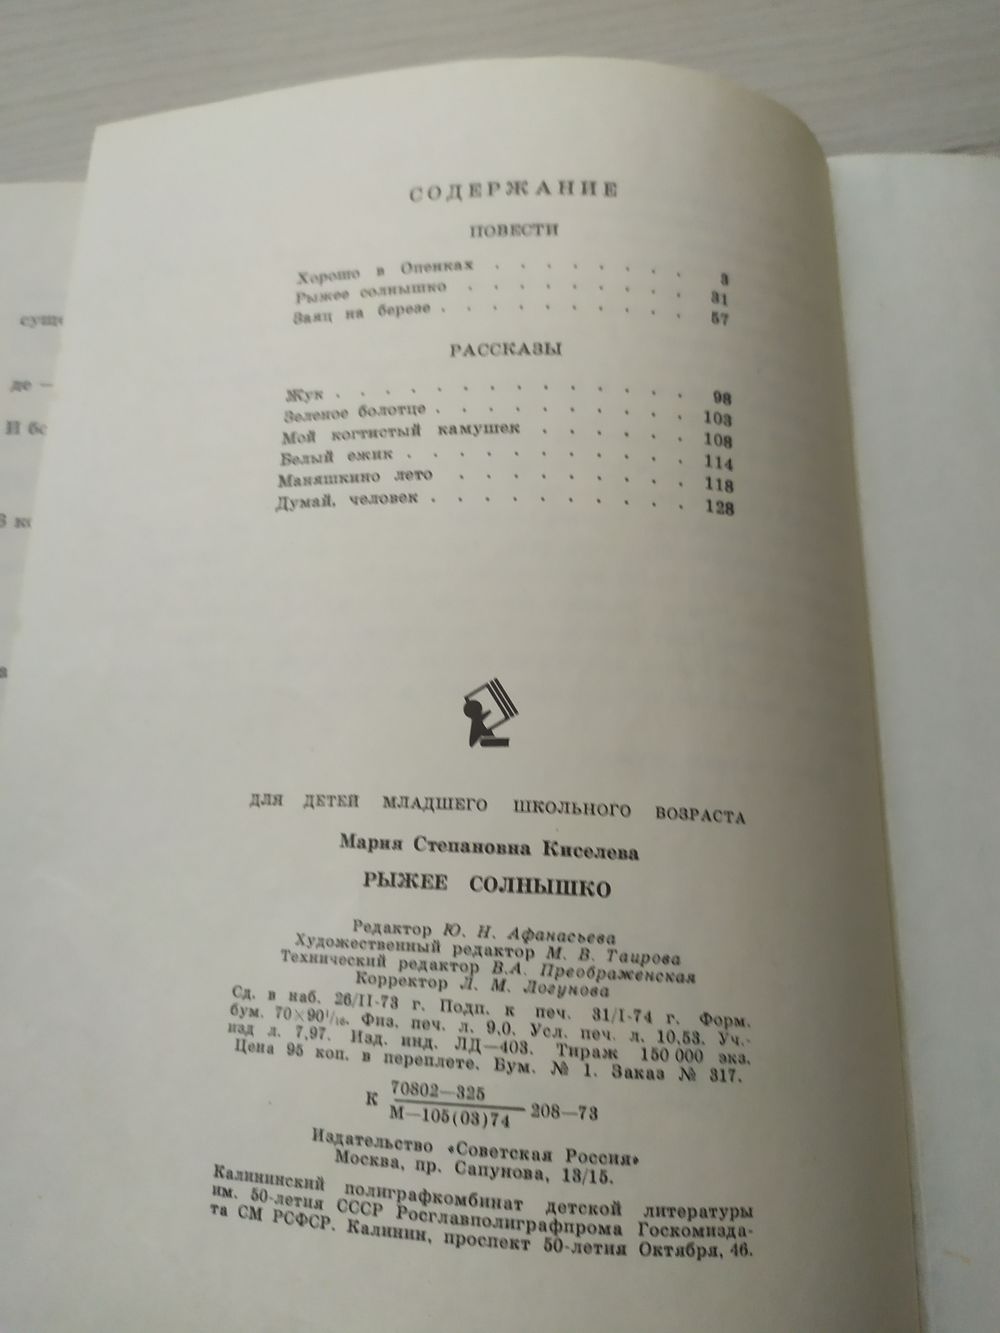 СОДЕРЖАНИЕ
ПОВЕСТИ
Хорошо в Опенках . . . . . . . . 3
Рыжее солнышко . . . . . . . . . 31
Заяц на березе . . . . . . . . . . 57
РАССКАЗЫ
Жук . . . . . . . . . . . . . . 98
Зеленое болотце . . . . . . . . . . 103
Мой когтистый камушек . . . . . . 108
Белый ежик . . . . . . . . . . . 114
Маняшкино лето . . . . . . . . . 118
Думай, человек . . . . . . . . . . 128
суще
де —
И бе
В ко
ДЛЯ ДЕТЕЙ МЛАДШЕГО ШКОЛЬНОГО ВОЗРАСТА
Мария Степановна Киселева
РЫЖЕЕ СОЛНЫШКО
Редактор Ю. Н. Афанасьева
Художественный редактор М. В. Таирова
Технический редактор В.А. Преображенская
Корректор Л. М. Логунова
Сд. в наб. 26/II-73 г. Подп. к печ. 31/I-74 г. Форм.
бум. 70×90¹/₁₆. Физ. печ. л. 9,0. Усл. печ. л. 10,53. Уч.-
изд л. 7,97. Изд. инд. ЛД—403. Тираж 150 000 экз.
Цена 95 коп. в переплете. Бум. № 1. Заказ № 317.
К 70802—325
М—105(03)74 208—73
Издательство «Советская Россия»
Москва, пр. Сапунова, 13/15.
Калининский полиграфкомбинат детской литературы
им. 50-летия СССР Росглавполиграфпрома Госкомизда-
та СМ РСФСР. Калинин, проспект 50-летия Октября, 46.